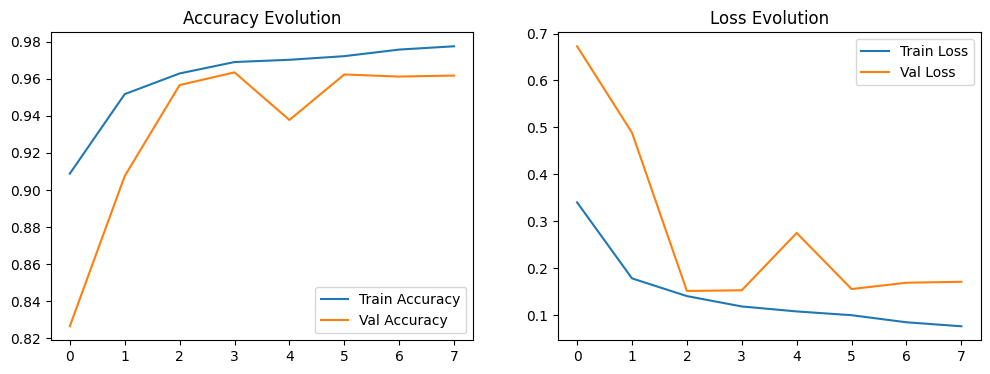 Accuracy Evolution
0.98
0.96
0.94
0.92
0.90
0.88
0.86
0.84
0.82
0 1 2 3 4 5 6 7
Train Accuracy
Val Accuracy
Loss Evolution
0.7
0.6
0.5
0.4
0.3
0.2
0.1
0 1 2 3 4 5 6 7
Train Loss
Val Loss